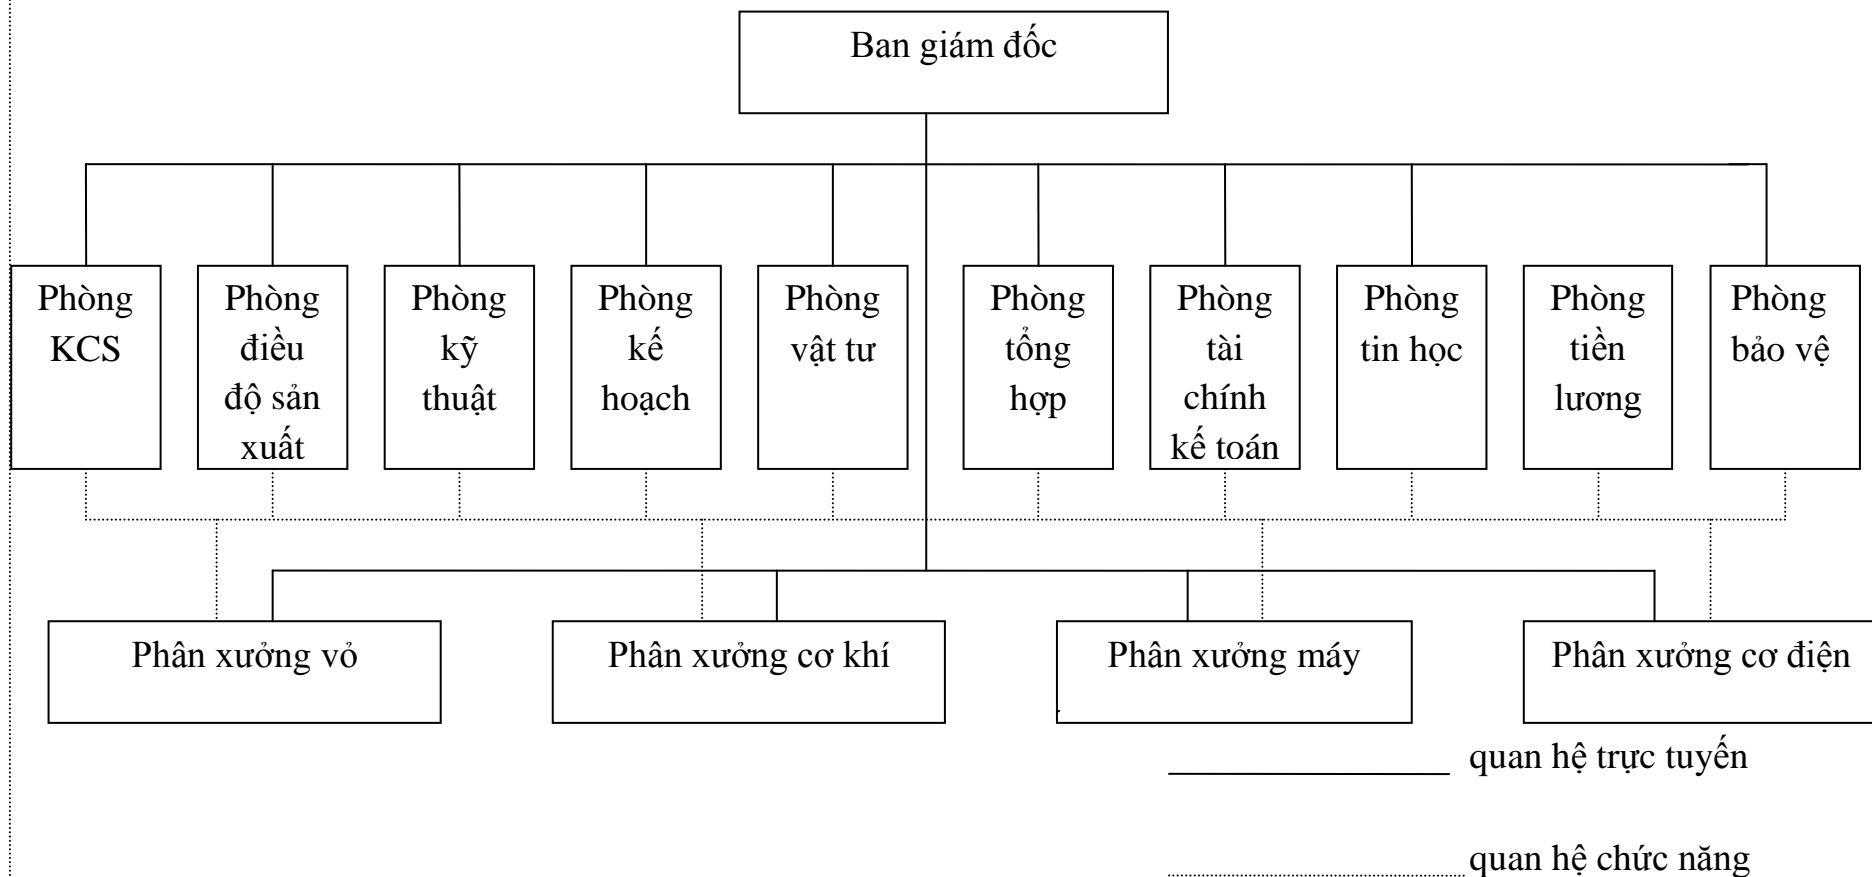 Ban giám đốc
Phòng
KCS
Phòng
điều
độ sản
xuất
Phòng
kỹ
thuật
Phòng
kế
hoạch
Phòng
vật tư
Phòng
tổng
hợp
Phòng
tài
chính
kế toán
Phòng
tin học
Phòng
tiền
lương
Phòng
bảo vệ
Phân xưởng vỏ
Phân xưởng cơ khí
Phân xưởng máy
Phân xưởng cơ điện
quan hệ trực tuyến
quan hệ chức năng